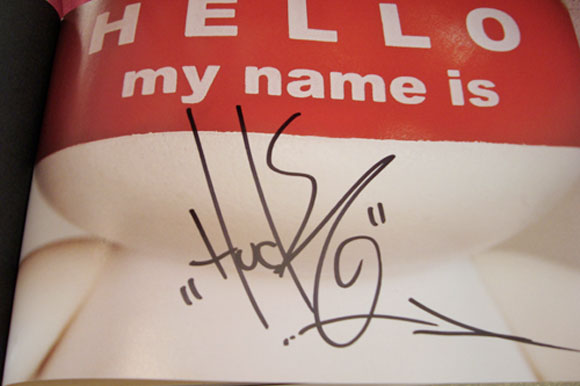 HELLO
my name is
"Huck"